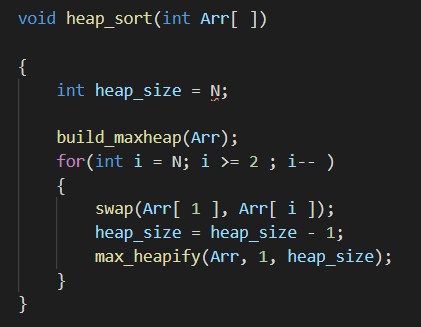 void heap_sort(int Arr[ ])
{
int heap_size = N;
build_maxheap(Arr);
for(int i = N; i >= 2 ; i-- )
{
swap(Arr[ 1 ], Arr[ i ]);
heap_size = heap_size - 1;
max_heapify(Arr, 1, heap_size);
}
}